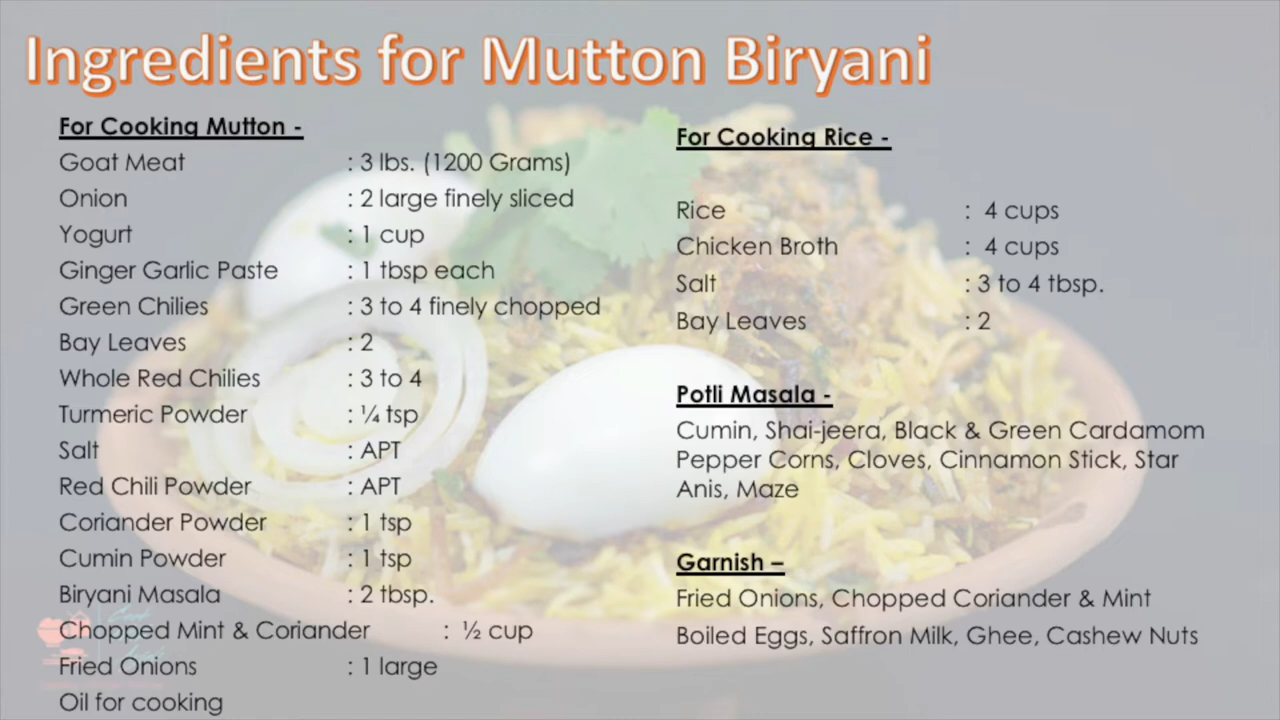 Ingredients for Mutton Biryani
For Cooking Mutton -
Goat Meat : 3 lbs. (1200 Grams)
Onion : 2 large finely sliced
Yogurt : 1 cup
Ginger Garlic Paste : 1 tbsp each
Green Chilies : 3 to 4 finely chopped
Bay Leaves : 2
Whole Red Chilies : 3 to 4
Turmeric Powder : ¼ tsp
Salt : APT
Red Chili Powder : APT
Coriander Powder : 1 tsp
Cumin Powder : 1 tsp
Biryani Masala : 2 tbsp.
Chopped Mint & Coriander : ½ cup
Fried Onions : 1 large
Oil for cooking
For Cooking Rice -
Rice : 4 cups
Chicken Broth : 4 cups
Salt : 3 to 4 tbsp.
Bay Leaves : 2
Potli Masala -
Cumin, Shai-jeera, Black & Green Cardamom
Pepper Corns, Cloves, Cinnamon Stick, Star
Anis, Maze
Garnish –
Fried Onions, Chopped Coriander & Mint
Boiled Eggs, Saffron Milk, Ghee, Cashew Nuts